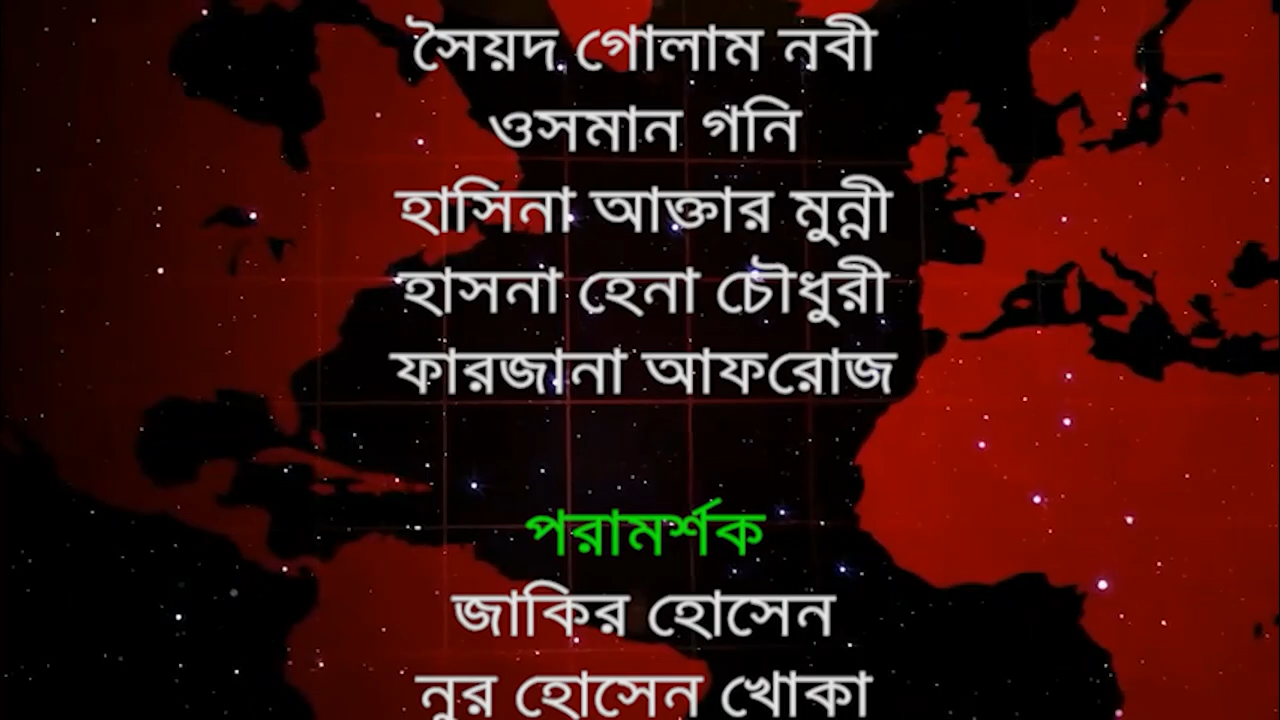 সৈয়দ গোলাম নবী
ওসমান গনি
হাসিনা আক্তার মুন্নী
হাসনা হেনা চৌধুরী
ফারজানা আফরোজ
পরামর্শক
জাকির হোসেন
নুর হোসেন খোকা